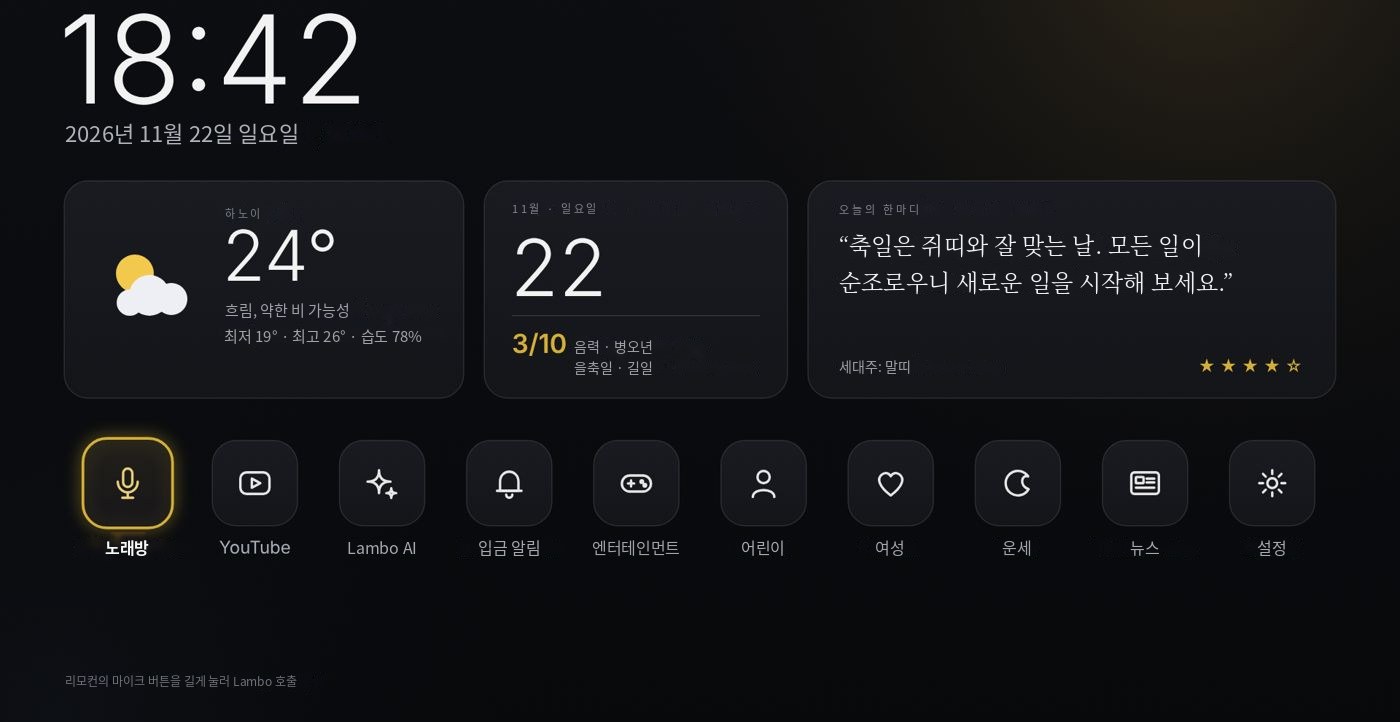 18:42
2026년 11월 22일 일요일
하노이
24°
흐림, 약한 비 가능성
최저 19° · 최고 26° · 습도 78%
11월 · 일요일
22
3/10 음력 · 병오년
을축일 · 길일
오늘의 한마디
“축일은 쥐띠와 잘 맞는 날. 모든 일이
순조로우니 새로운 일을 시작해 보세요.”
세대주: 말띠
★ ★ ★ ★ ☆
노래방
YouTube
Lambo AI
입금 알림
엔터테인먼트
어린이
여성
운세
뉴스
설정
리모컨의 마이크 버튼을 길게 눌러 Lambo 호출